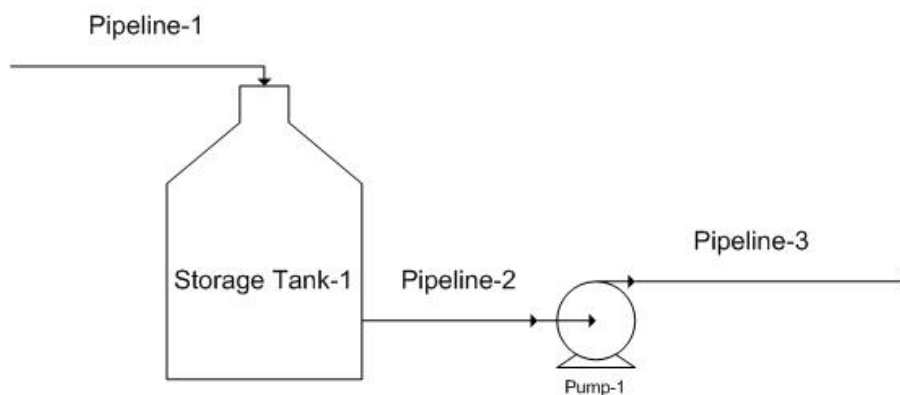 Pipeline-1
Pipeline-3
Storage Tank-1
Pipeline-2
Pump-1